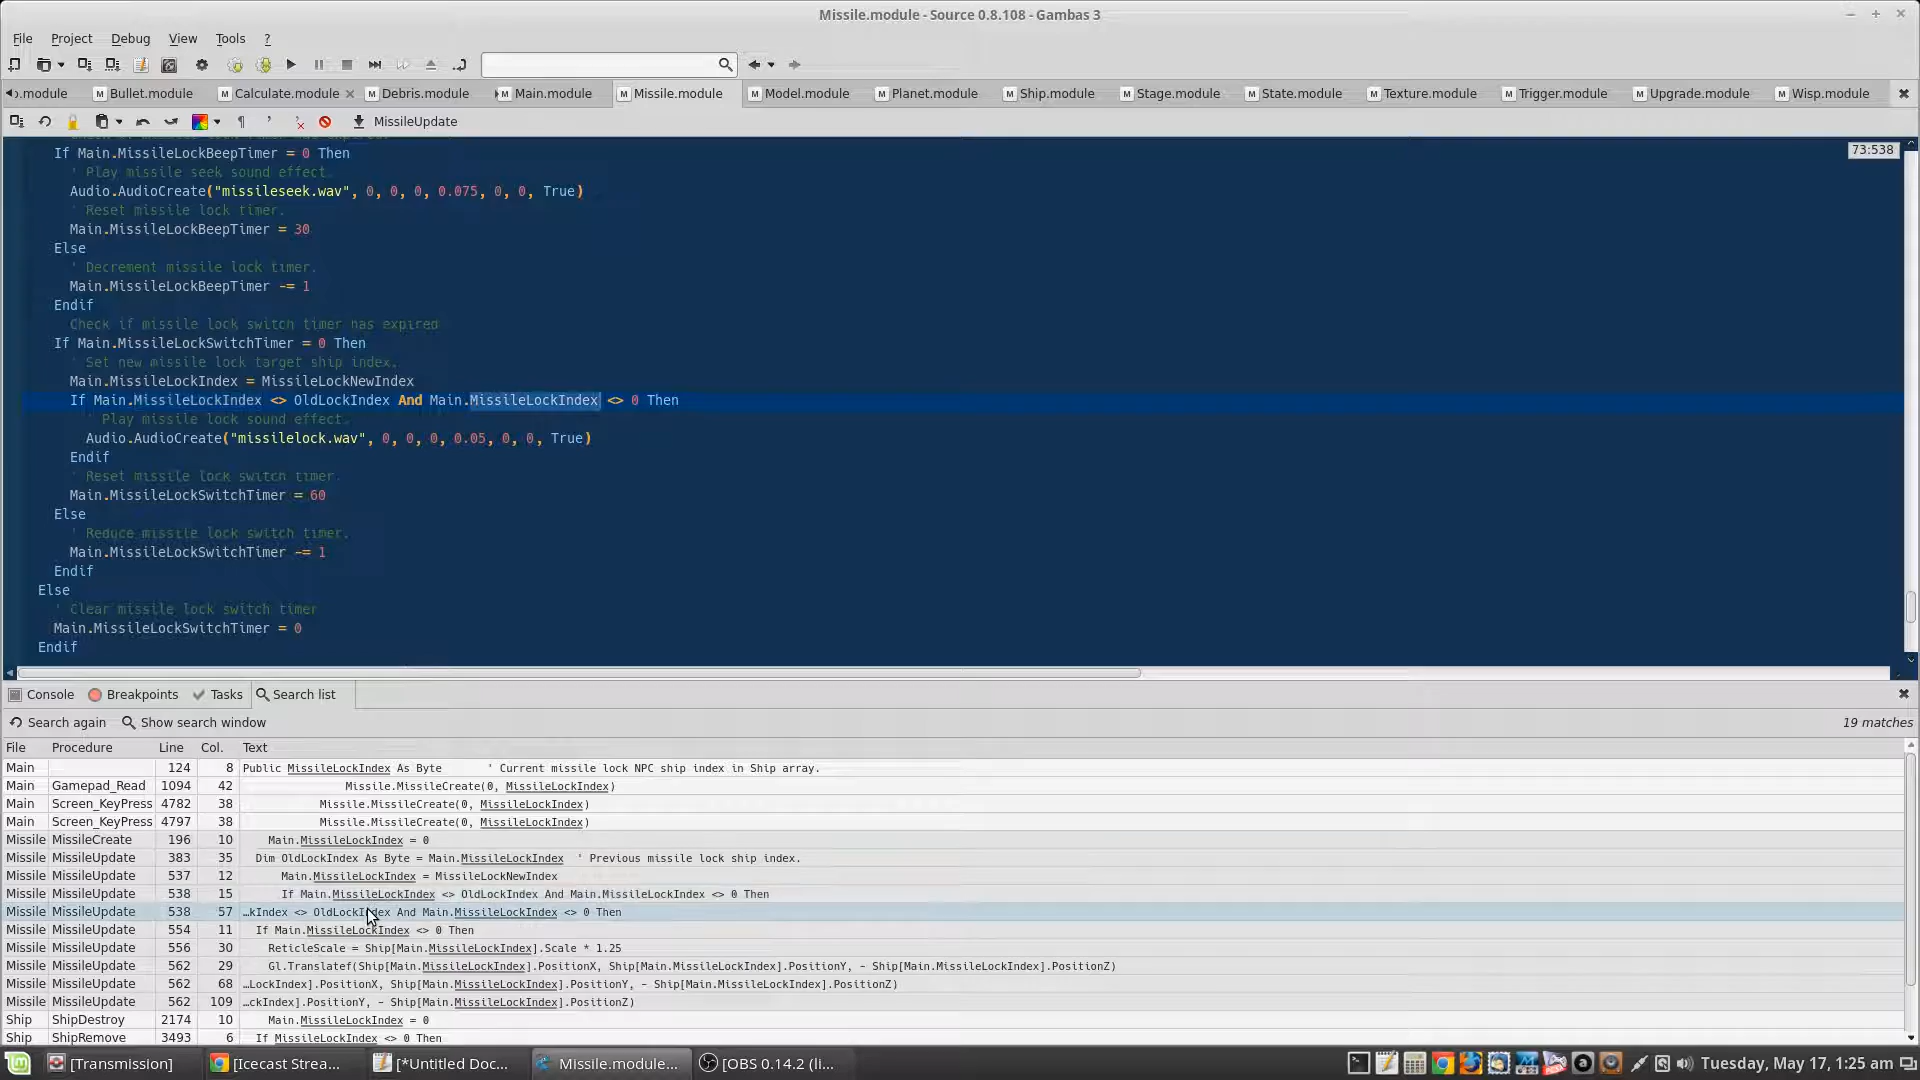 Missile.module - Source 0.8.108 - Gambas 3
File Project Debug View Tools ?
.module Bullet.module Calculate.module Debris.module Main.module Missile.module Model.module Planet.module Ship.module Stage.module State.module Texture.module Trigger.module Upgrade.module Wisp.module
MissileUpdate
73:538
If Main.MissileLockBeepTimer = 0 Then
' Play missile seek sound effect.
Audio.AudioCreate("missileseek.wav", 0, 0, 0, 0.075, 0, 0, True)
' Reset missile lock timer.
Main.MissileLockBeepTimer = 30
Else
' Decrement missile lock timer.
Main.MissileLockBeepTimer -= 1
Endif
Check if missile lock switch timer has expired
If Main.MissileLockSwitchTimer = 0 Then
' Set new missile lock target ship index.
Main.MissileLockIndex = MissileLockNewIndex
If Main.MissileLockIndex <> OldLockIndex And Main.MissileLockIndex <> 0 Then
' Play missile lock sound effect.
Audio.AudioCreate("missilelock.wav", 0, 0, 0, 0.05, 0, 0, True)
Endif
' Reset missile lock switch timer.
Main.MissileLockSwitchTimer = 60
Else
' Reduce missile lock switch timer.
Main.MissileLockSwitchTimer -= 1
Endif
Else
' Clear missile lock switch timer
Main.MissileLockSwitchTimer = 0
Endif
Console Breakpoints Tasks Search list
Search again Show search window 19 matches
File Procedure Line Col. Text
Main 124 8 Public MissileLockIndex As Byte ' Current missile lock NPC ship index in Ship array.
Main Gamepad_Read 1094 42 Missile.MissileCreate(0, MissileLockIndex)
Main Screen_KeyPress 4782 38 Missile.MissileCreate(0, MissileLockIndex)
Main Screen_KeyPress 4797 38 Missile.MissileCreate(0, MissileLockIndex)
Missile MissileCreate 196 10 Main.MissileLockIndex = 0
Missile MissileUpdate 383 35 Dim OldLockIndex As Byte = Main.MissileLockIndex ' Previous missile lock ship index.
Missile MissileUpdate 537 12 Main.MissileLockIndex = MissileLockNewIndex
Missile MissileUpdate 538 15 If Main.MissileLockIndex <> OldLockIndex And Main.MissileLockIndex <> 0 Then
Missile MissileUpdate 538 57 …kIndex <> OldLockIndex And Main.MissileLockIndex <> 0 Then
Missile MissileUpdate 554 11 If Main.MissileLockIndex <> 0 Then
Missile MissileUpdate 556 30 ReticleScale = Ship[Main.MissileLockIndex].Scale * 1.25
Missile MissileUpdate 562 29 Gl.Translatef(Ship[Main.MissileLockIndex].PositionX, Ship[Main.MissileLockIndex].PositionY, - Ship[Main.MissileLockIndex].PositionZ)
Missile MissileUpdate 562 68 …LockIndex].PositionX, Ship[Main.MissileLockIndex].PositionY, - Ship[Main.MissileLockIndex].PositionZ)
Missile MissileUpdate 562 109 …ckIndex].PositionY, - Ship[Main.MissileLockIndex].PositionZ)
Ship ShipDestroy 2174 10 Main.MissileLockIndex = 0
Ship ShipRemove 3493 6 If MissileLockIndex <> 0 Then
[Transmission] [Icecast Strea... [*Untitled Doc... Missile.module... [OBS 0.14.2 (li... Tuesday, May 17, 1:25 am